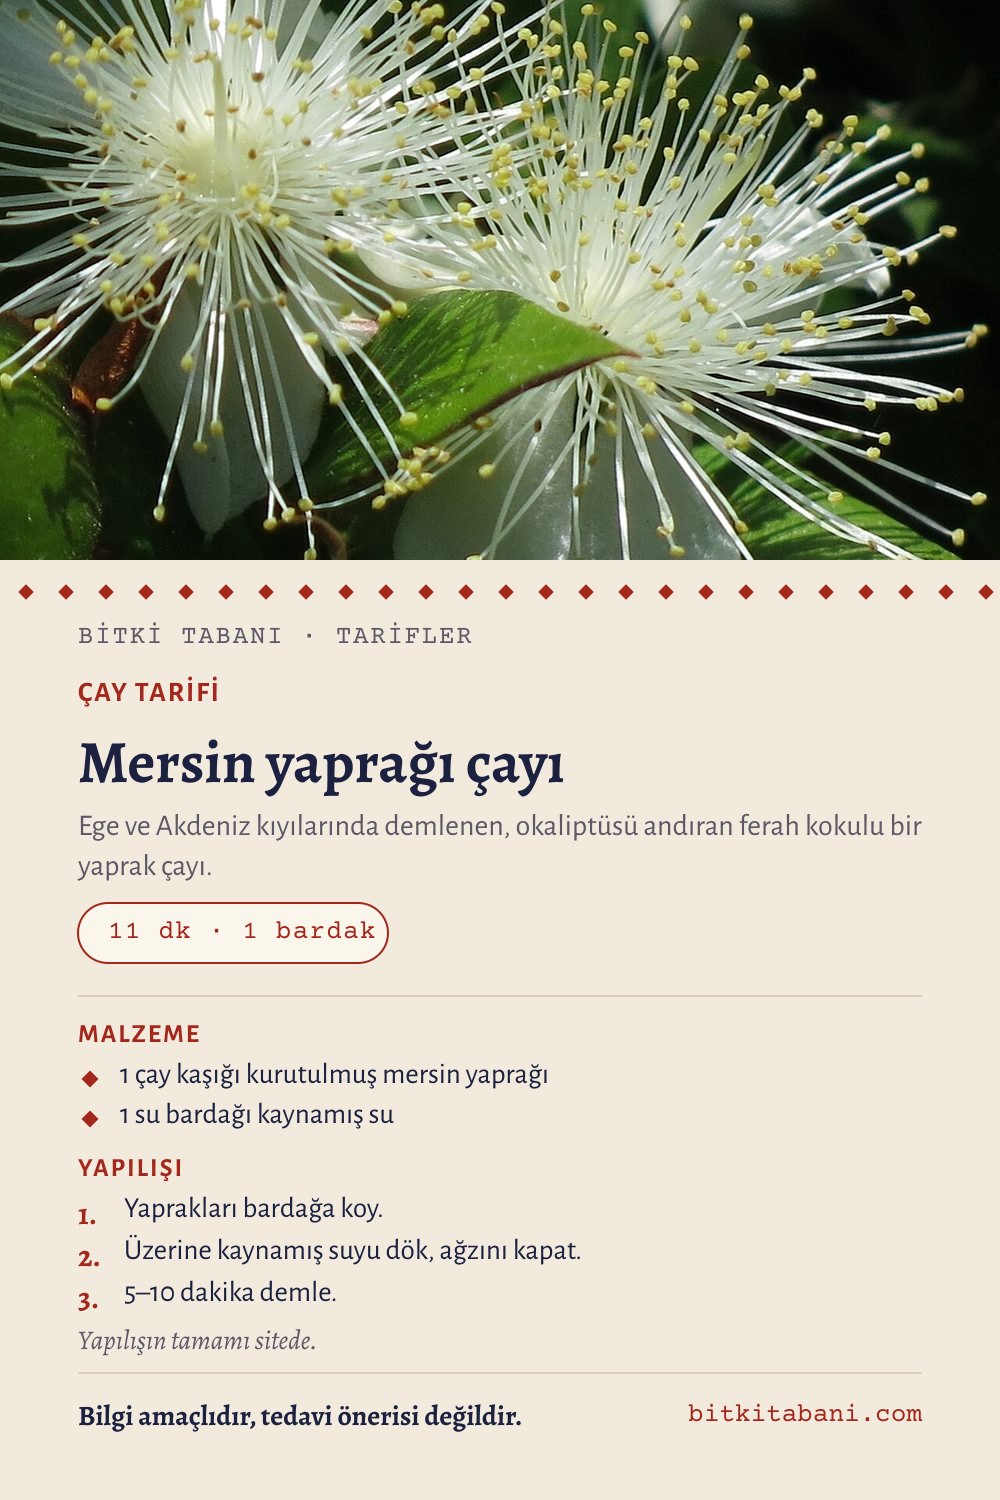 BİTKİ TABANI · TARİFLER
ÇAY TARİFİ
Mersin yaprağı çayı
Ege ve Akdeniz kıyılarında demlenen, okaliptüsü andıran ferah kokulu bir
yaprak çayı.
11 dk · 1 bardak
MALZEME
◆ 1 çay kaşığı kurutulmuş mersin yaprağı
◆ 1 su bardağı kaynamış su
YAPILIŞI
1. Yaprakları bardağa koy.
2. Üzerine kaynamış suyu dök, ağzını kapat.
3. 5–10 dakika demle.
Yapılışın tamamı sitede.
Bilgi amaçlıdır, tedavi önerisi değildir. bitkitabani.com